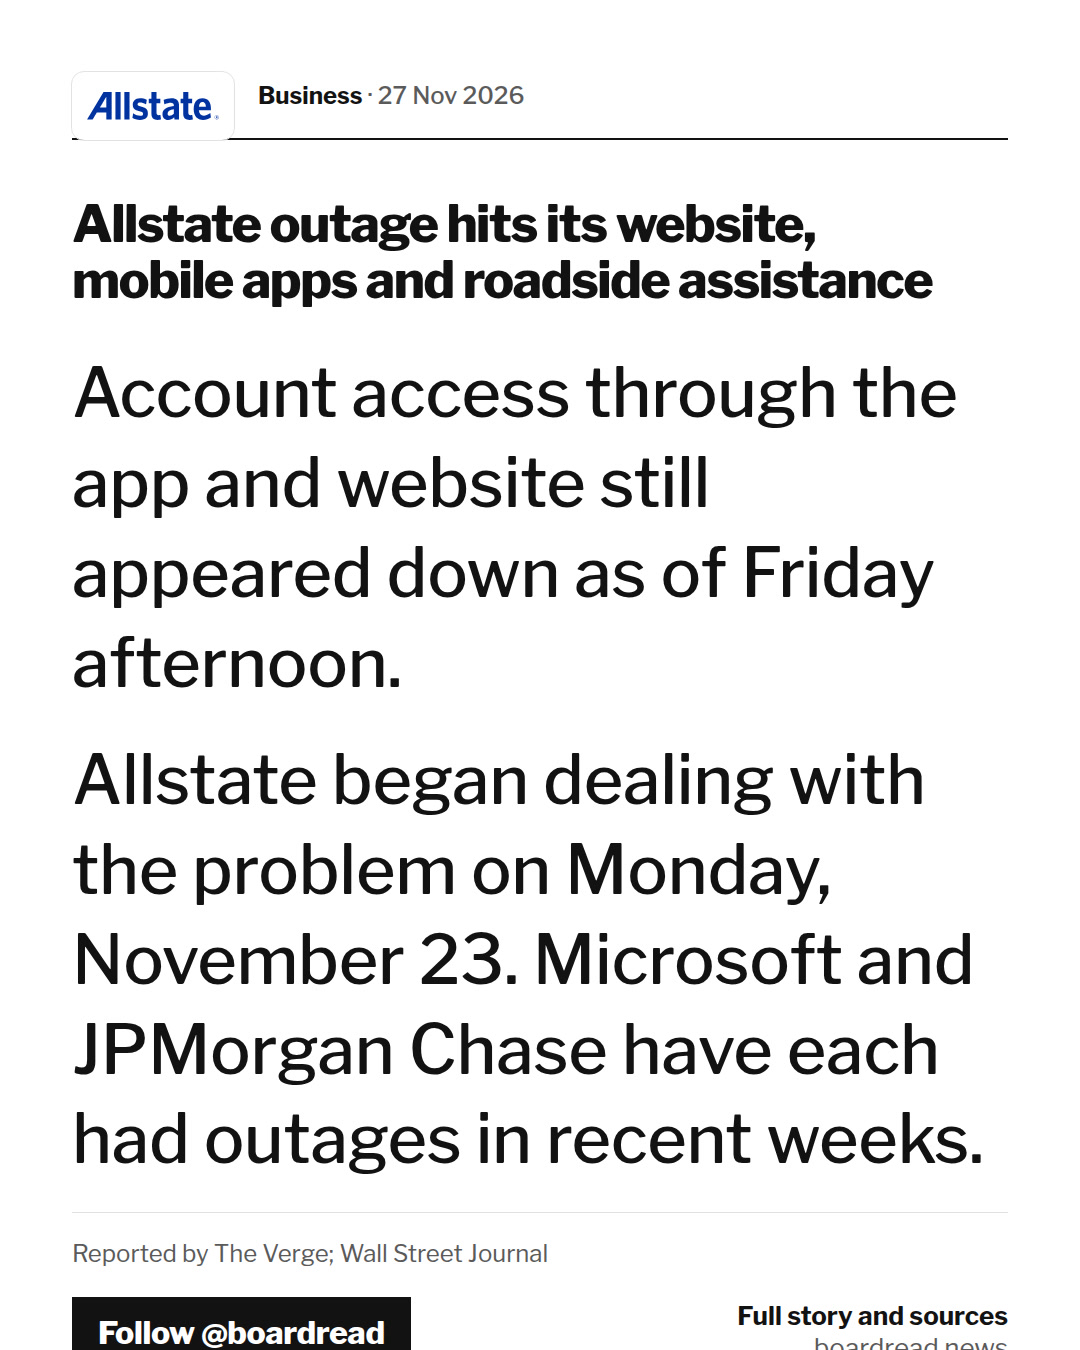 Allstate
Business · 27 Nov 2026
Allstate outage hits its website,
mobile apps and roadside assistance
Account access through the
app and website still
appeared down as of Friday
afternoon.
Allstate began dealing with
the problem on Monday,
November 23. Microsoft and
JPMorgan Chase have each
had outages in recent weeks.
Reported by The Verge; Wall Street Journal
Follow @boardread
Full story and sources
boardread news